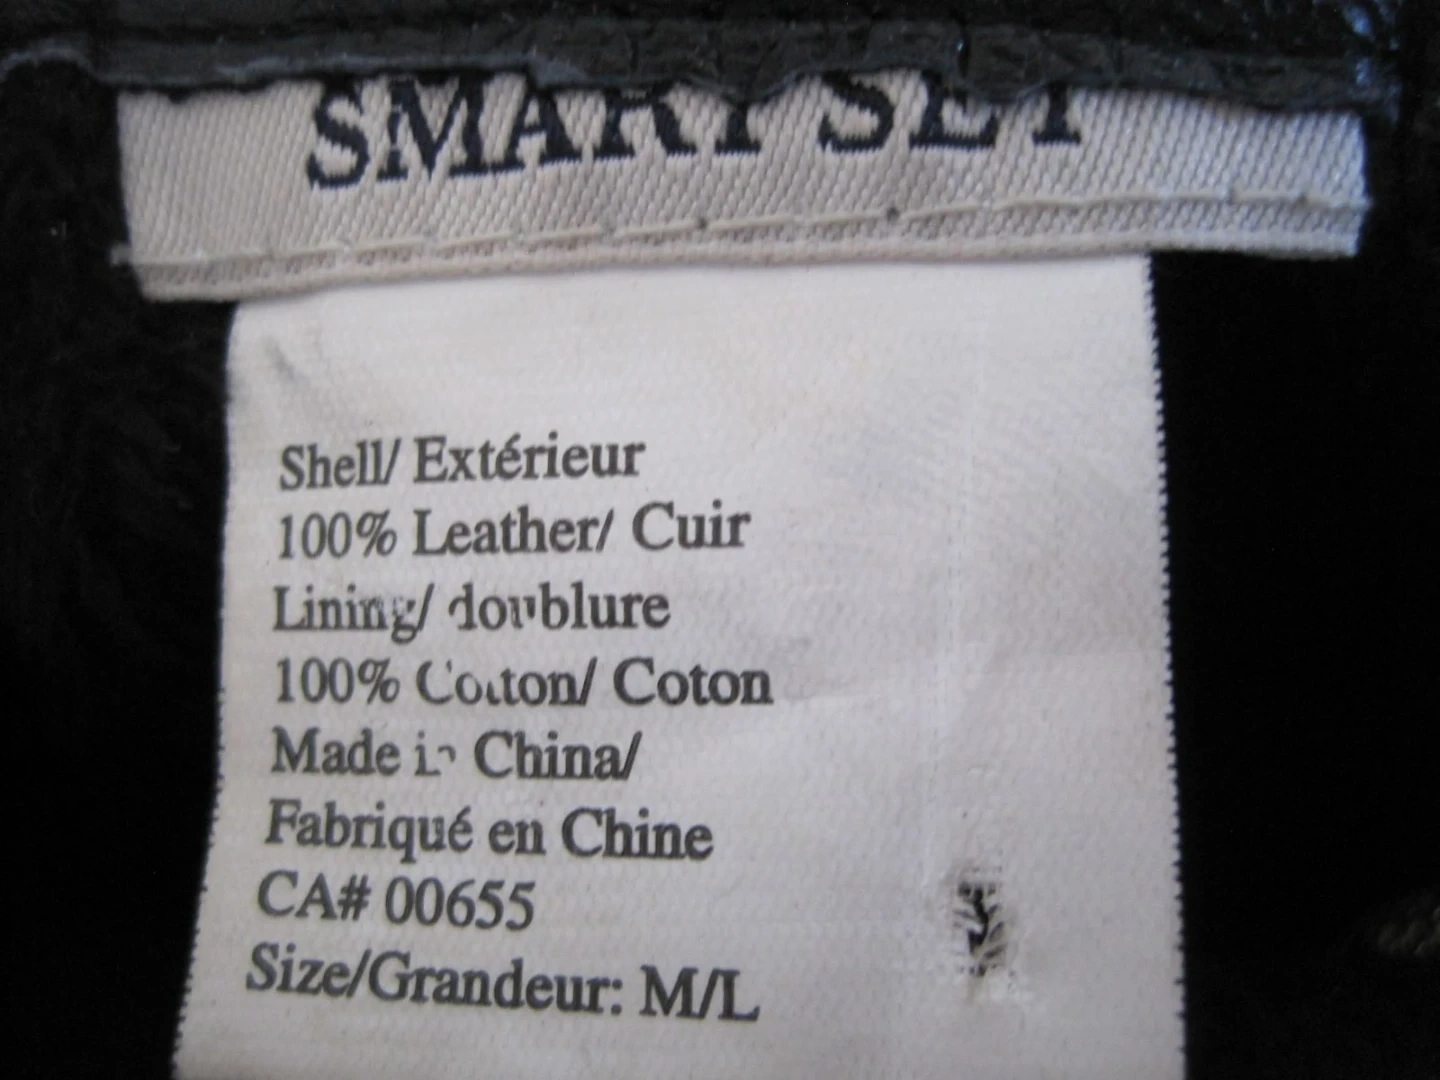 SMART SET
Shell/ Extérieur
100% Leather/ Cuir
Lining/ doublure
100% Cotton/ Coton
Made in China/
Fabriqué en Chine
CA# 00655
Size/Grandeur: M/L